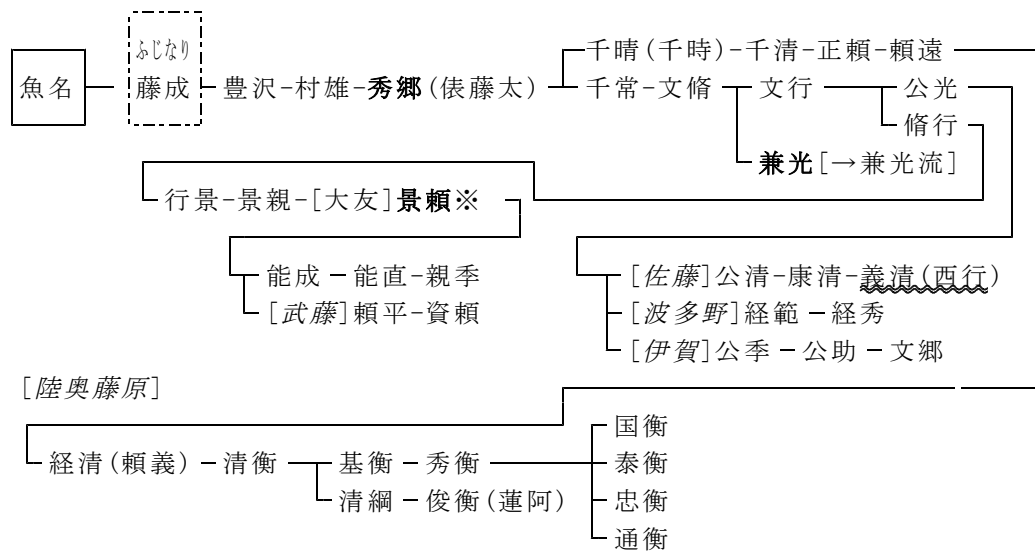 千晴(千時)-千清-正頼-頼遠
ふじなり
魚名 藤成 豊沢-村雄-秀郷(俵藤太) 千常-文脩 文行 公光
脩行
兼光[→兼光流]
行景-景親-[大友]景頼※
能成-能直-親季 [佐藤]公清-康清-義清(西行)
[武藤]頼平-資頼 [波多野]経範-経秀
[伊賀]公季-公助-文郷
[陸奥藤原]
国衡
経清(頼義)-清衡 基衡-秀衡 泰衡
清綱-俊衡(蓮阿) 忠衡
通衡